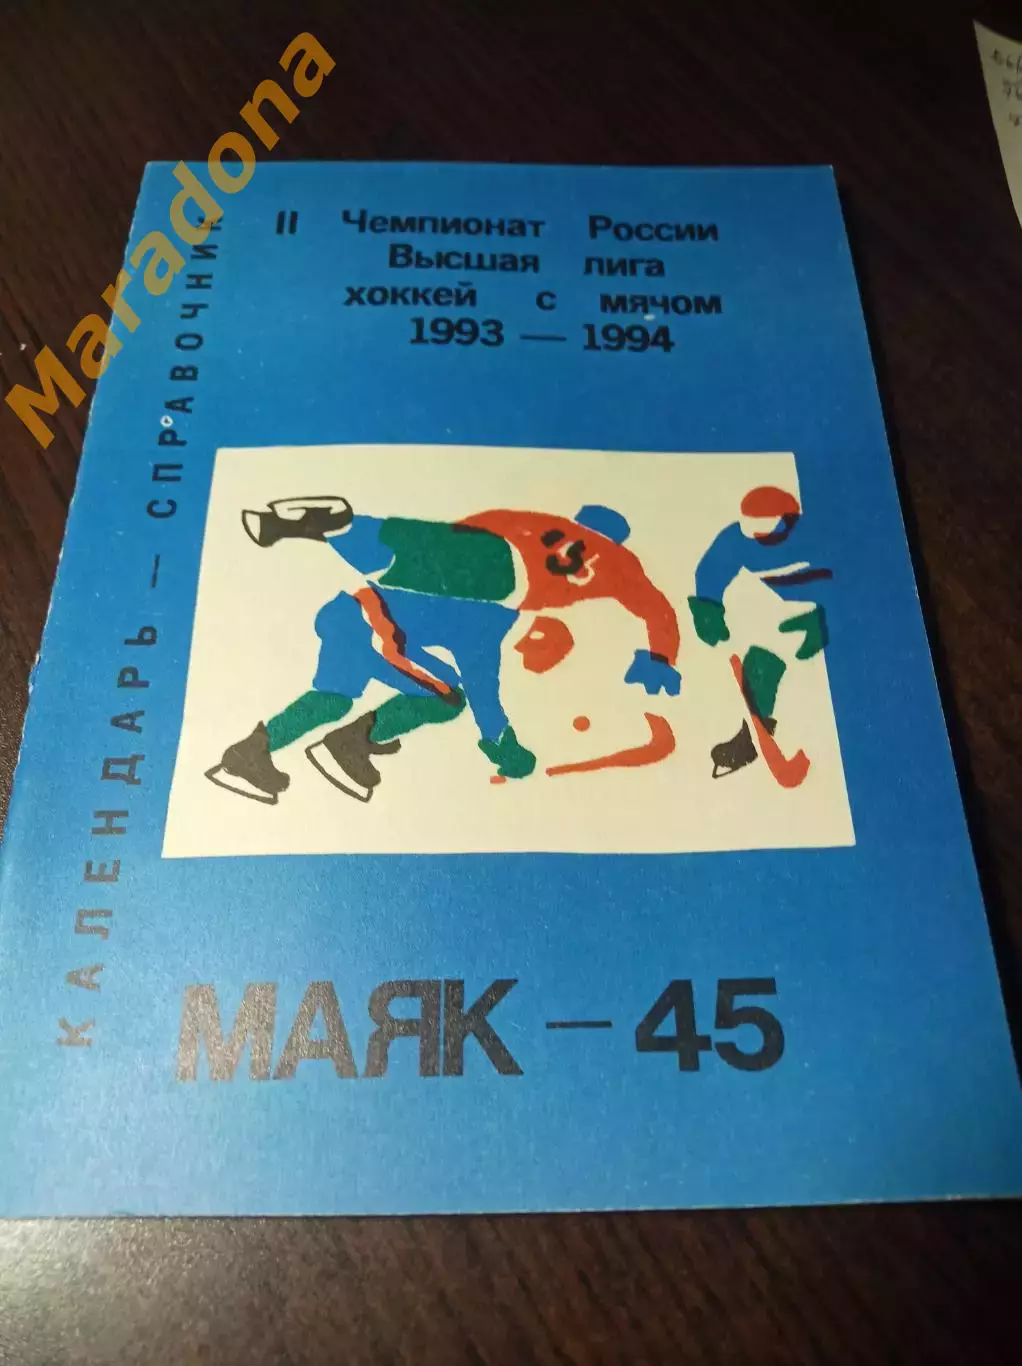 Maradona
II Чемпионат России
Высшая лига
хоккей с мячом
1993 — 1994
КАЛЕНДАРЬ — СПРАВОЧНИК
МАЯК — 45